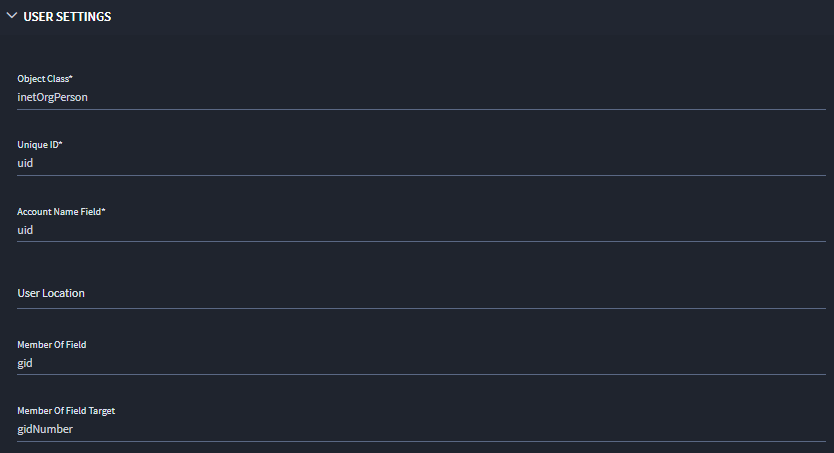 USER SETTINGS
Object Class*
inetOrgPerson
Unique ID*
uid
Account Name Field*
uid
User Location
Member Of Field
gid
Member Of Field Target
gidNumber